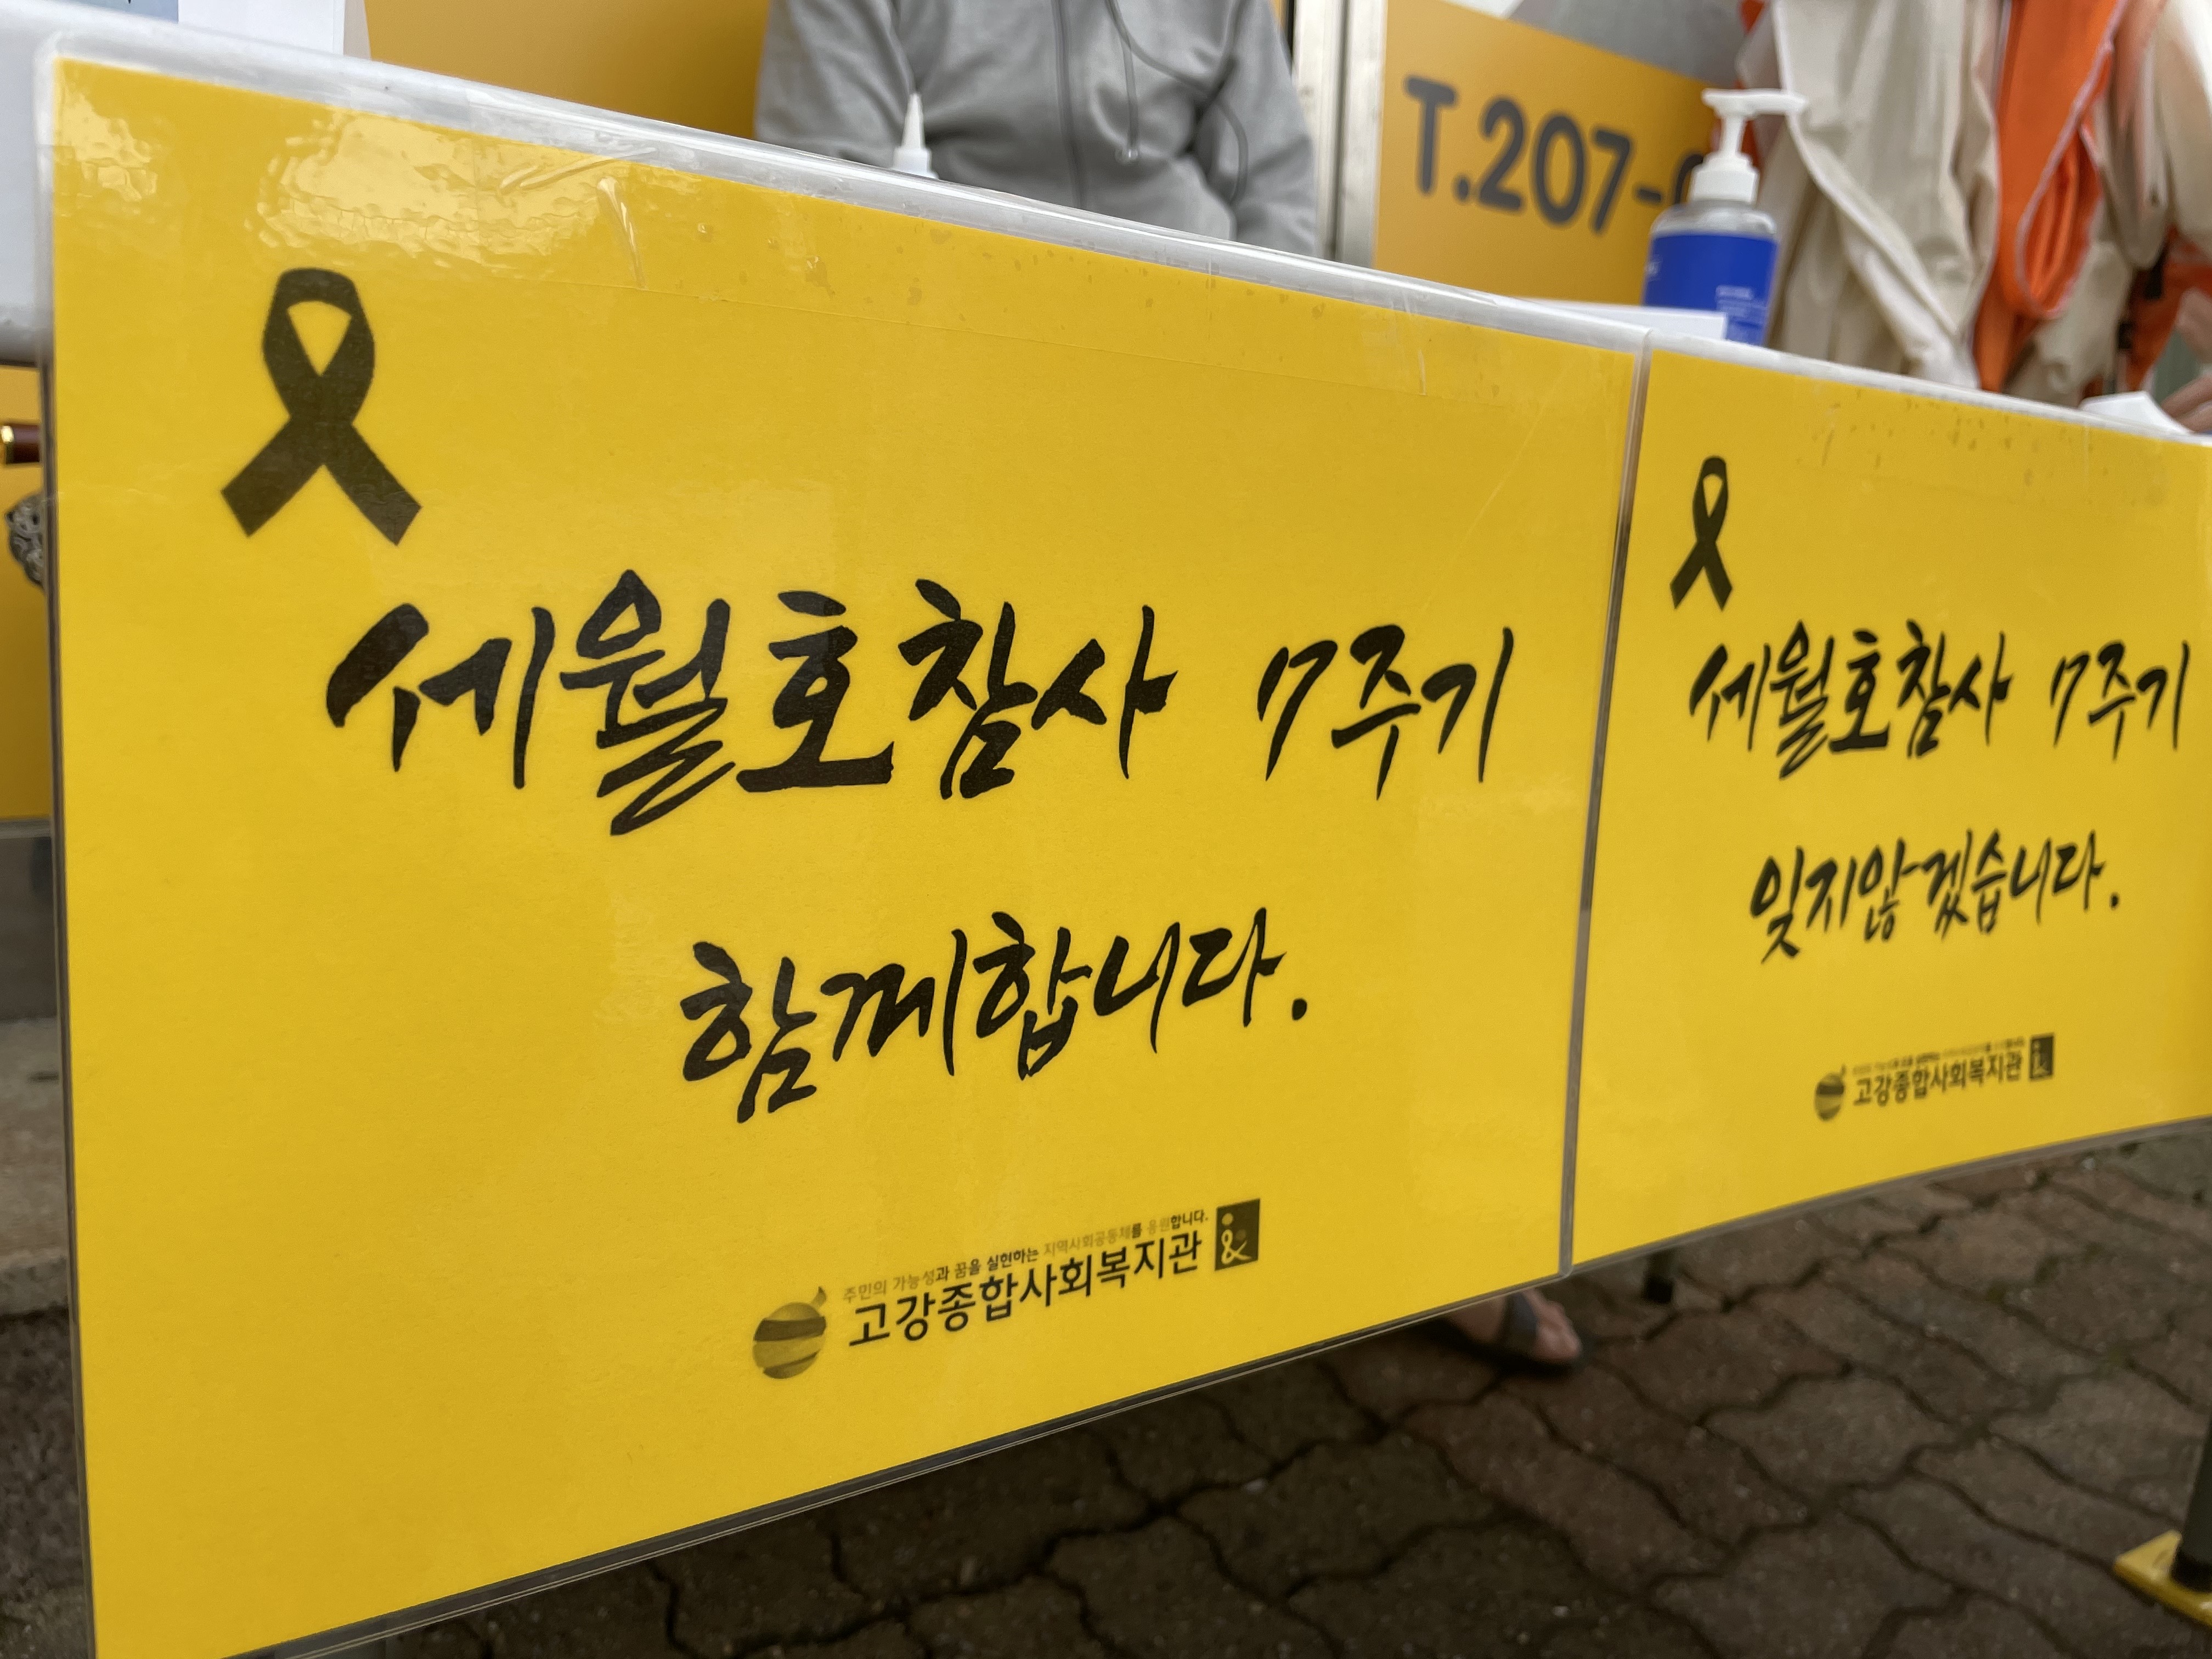 T.207-
세월호참사 7주기
함께합니다.
주민의 가능성과 꿈을 실현하는 지역사회공동체를 응원합니다.
고강종합사회복지관
세월호참사 7주기
잊지않겠습니다.
고강종합사회복지관